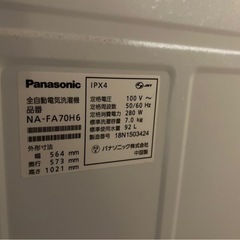 Panasonic
全自動電気洗濯機
品番
NA-FA70H6
外形寸法
幅 564 mm
奥行 573 mm
高さ 1021 mm
IPX4
JET
定格電圧 100 V～
定格周波数 50/60 Hz
定格消費電力 280 W
標準洗濯容量 7.0 kg
標準使用水量 92 L
製造番号 18N1503424
パナソニック株式会社
中国製